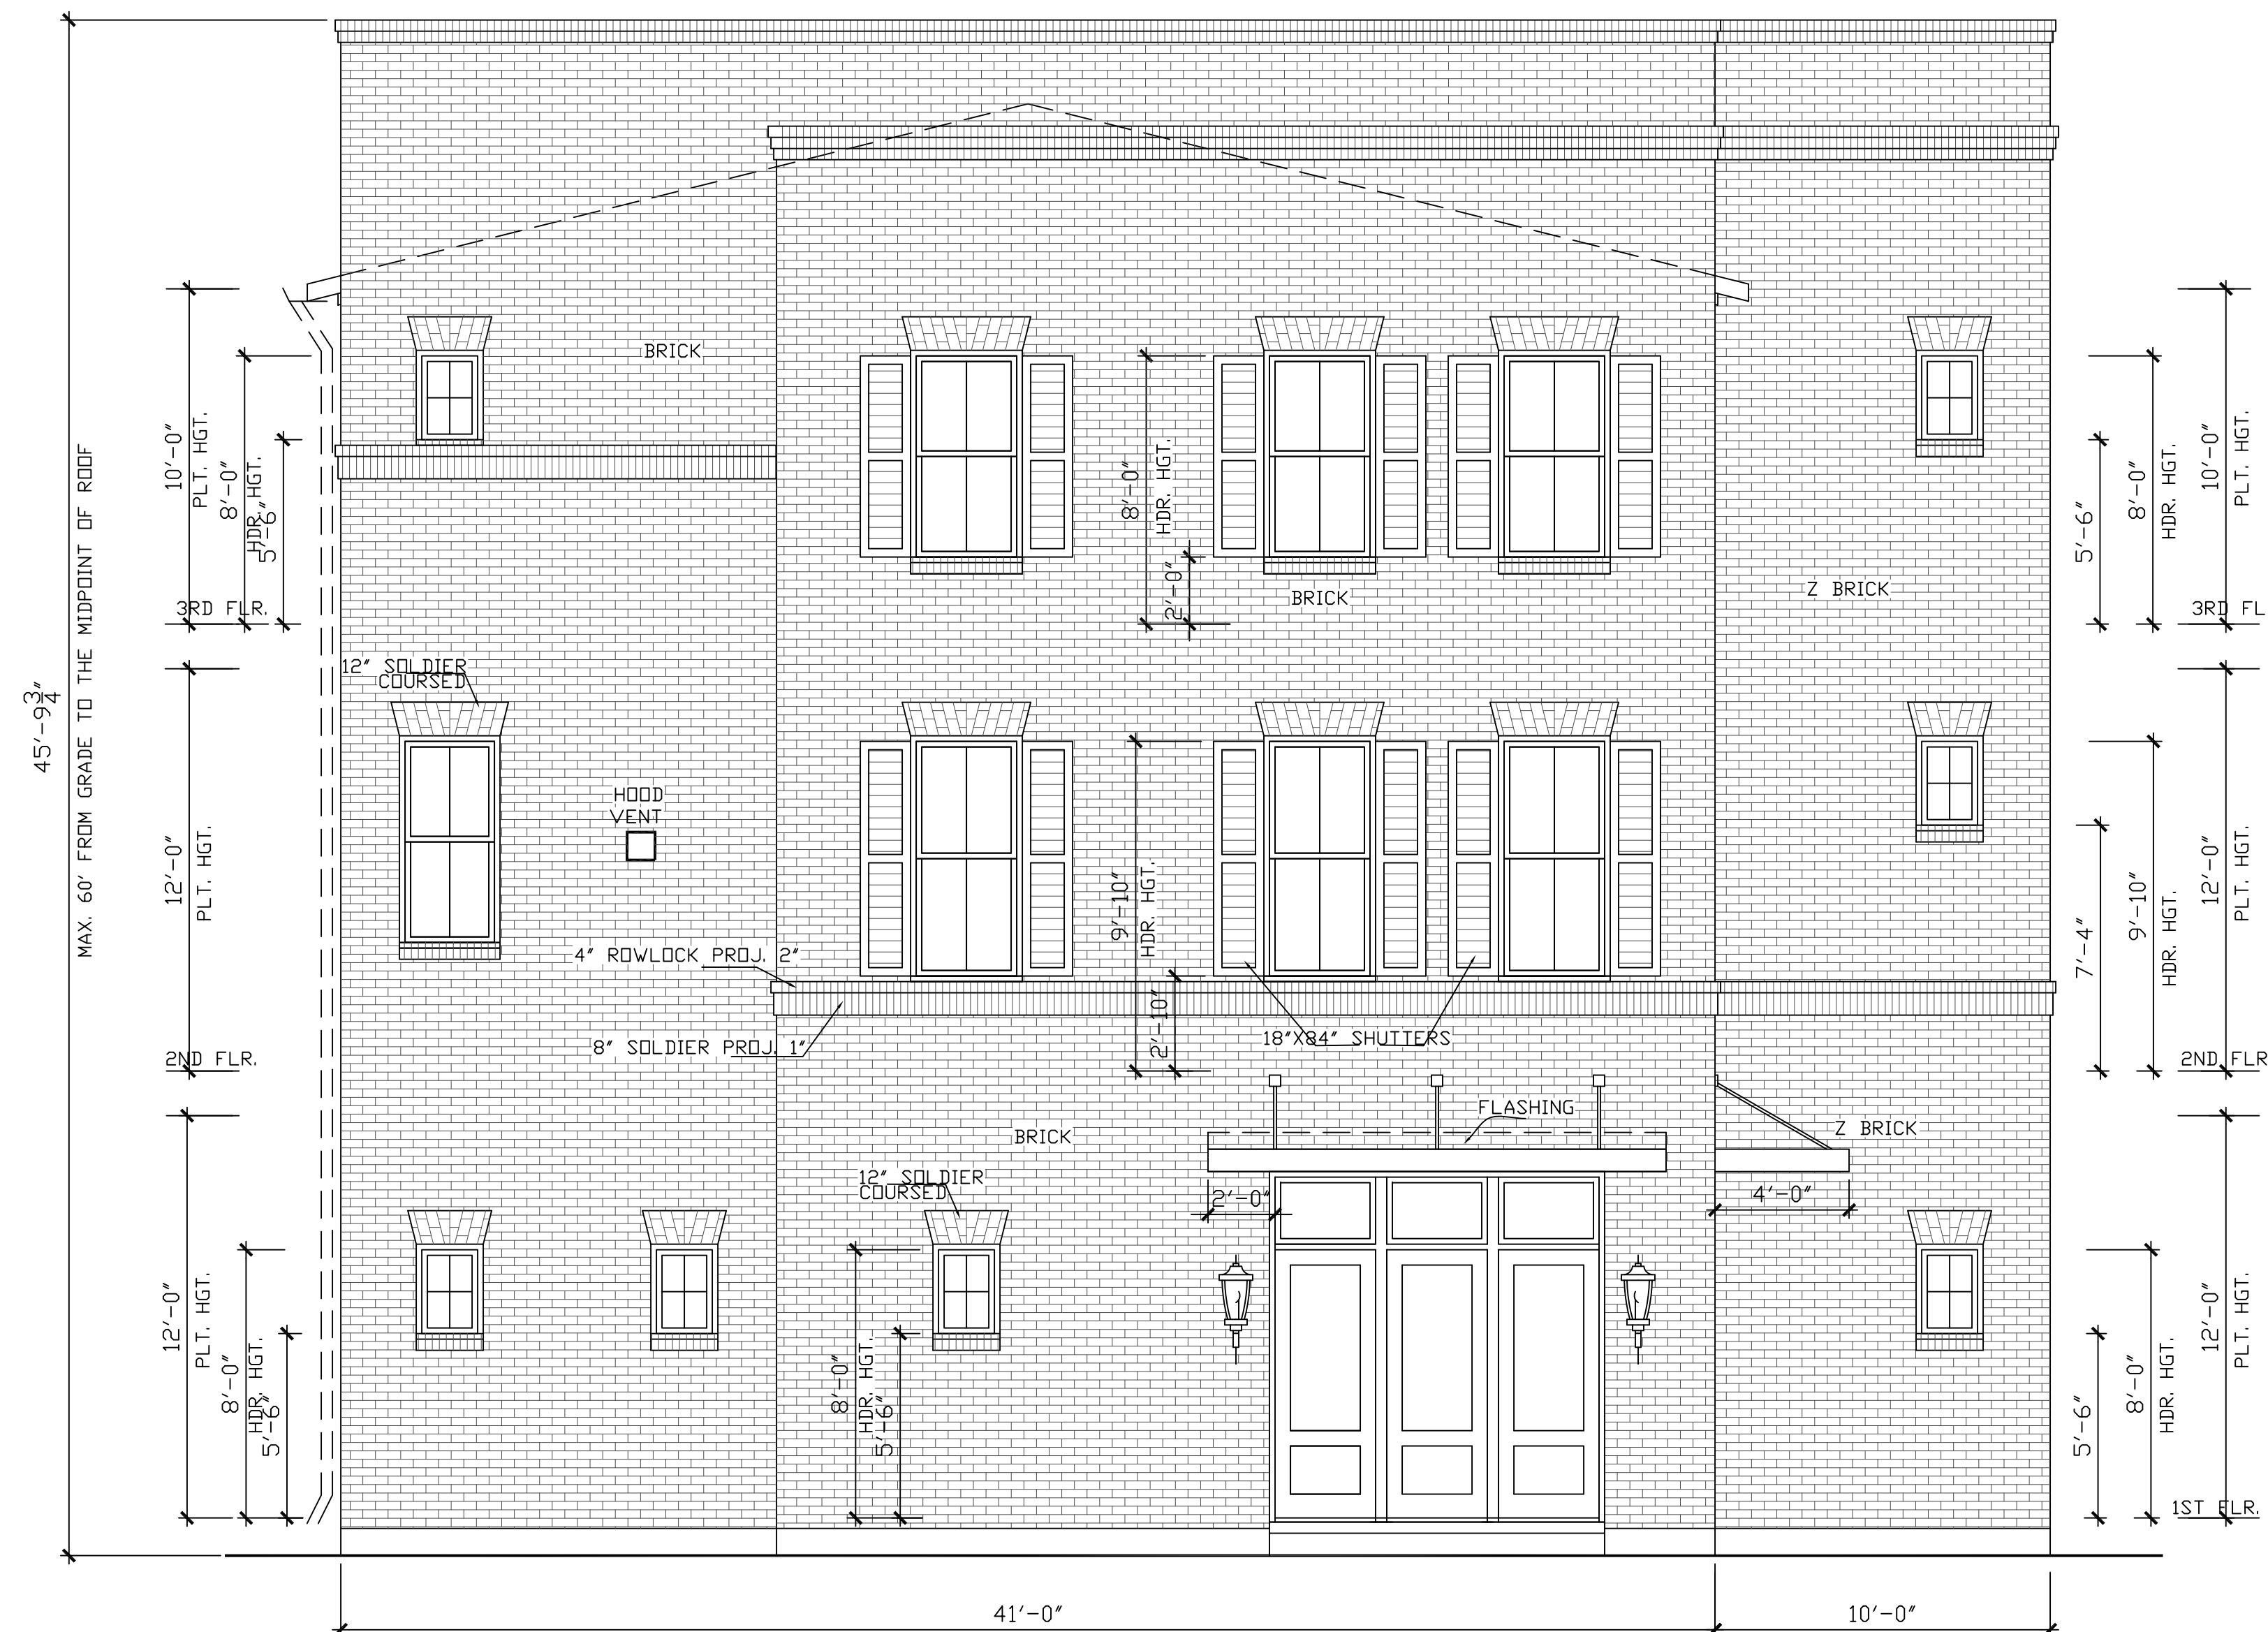 45'-9 3/4"
MAX. 60' FROM GRADE TO THE MIDPOINT OF ROOF
10'-0"
PLT. HGT.
8'-0"
HDR. HGT.
5'-6"
3RD FLR.
12'-0"
PLT. HGT.
2ND FLR.
12'-0"
PLT. HGT.
8'-0"
HDR. HGT.
5'-6"
BRICK
12" SOLDIER
COURSED
HOOD
VENT
4" ROWLOCK PROJ. 2"
8" SOLDIER PROJ. 1"
8'-0"
HDR. HGT.
2'-0"
BRICK
9'-10"
HDR. HGT.
2'-10"
18"X84" SHUTTERS
BRICK
FLASHING
12" SOLDIER
COURSED
2'-0"
8'-0"
HDR. HGT.
5'-6"
Z BRICK
Z BRICK
4'-0"
5'-6"
8'-0"
HDR. HGT.
10'-0"
PLT. HGT.
3RD FL
7'-4"
9'-10"
HDR. HGT.
12'-0"
PLT. HGT.
2ND FLR
5'-6"
8'-0"
HDR. HGT.
12'-0"
PLT. HGT.
1ST FLR.
41'-0"
10'-0"